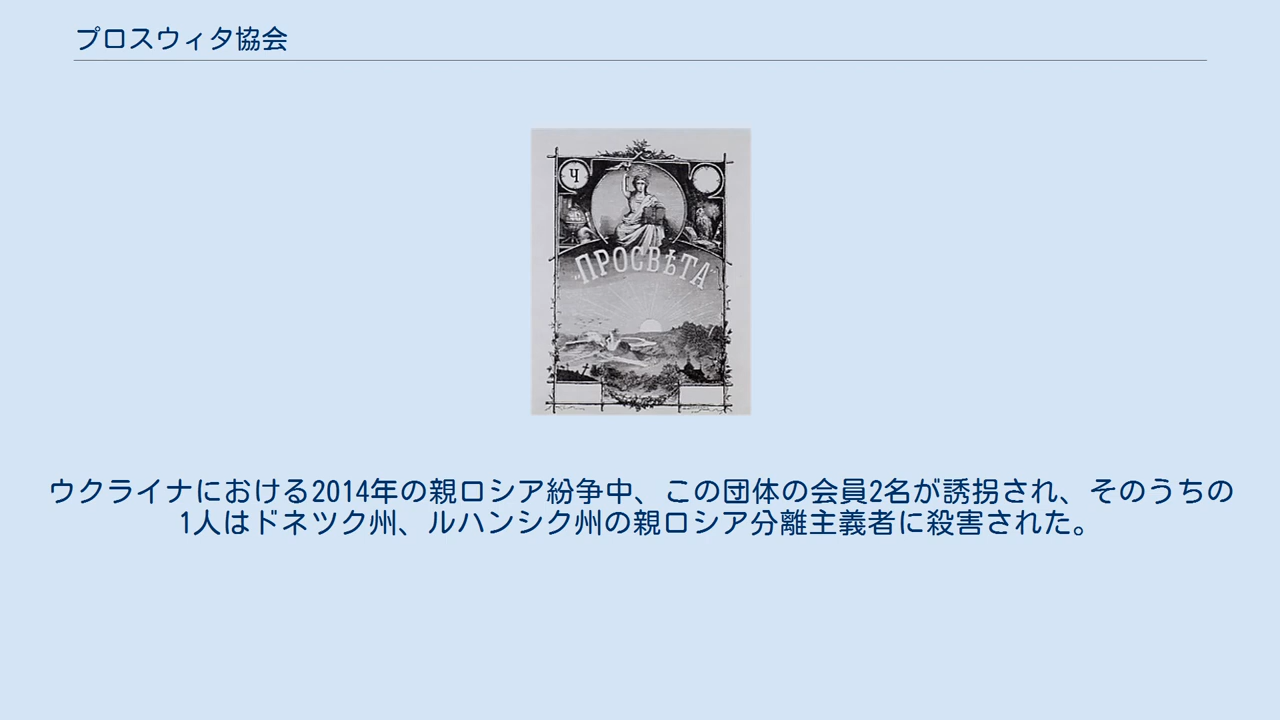 プロスウィタ協会
Ч
"ПРОСВѢТА"
ウクライナにおける2014年の親ロシア紛争中、この団体の会員2名が誘拐され、そのうちの
1人はドネツク州、ルハンシク州の親ロシア分離主義者に殺害された。